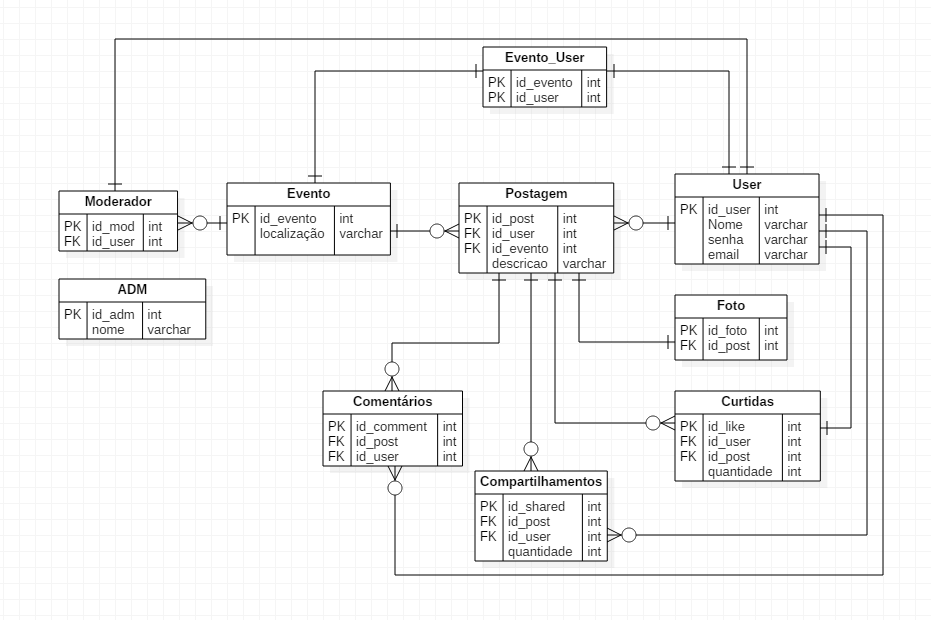 Evento_User
PK id_evento int
PK id_user int
Moderador
PK id_mod int
FK id_user int
Evento
PK id_evento int
localização varchar
Postagem
PK id_post int
FK id_user int
FK id_evento int
descricao varchar
User
PK id_user int
Nome varchar
senha varchar
email varchar
ADM
PK id_adm int
nome varchar
Foto
PK id_foto int
FK id_post int
Comentários
PK id_comment int
FK id_post int
FK id_user int
Curtidas
PK id_like int
FK id_user int
FK id_post int
quantidade int
Compartilhamentos
PK id_shared int
FK id_post int
FK id_user int
quantidade int